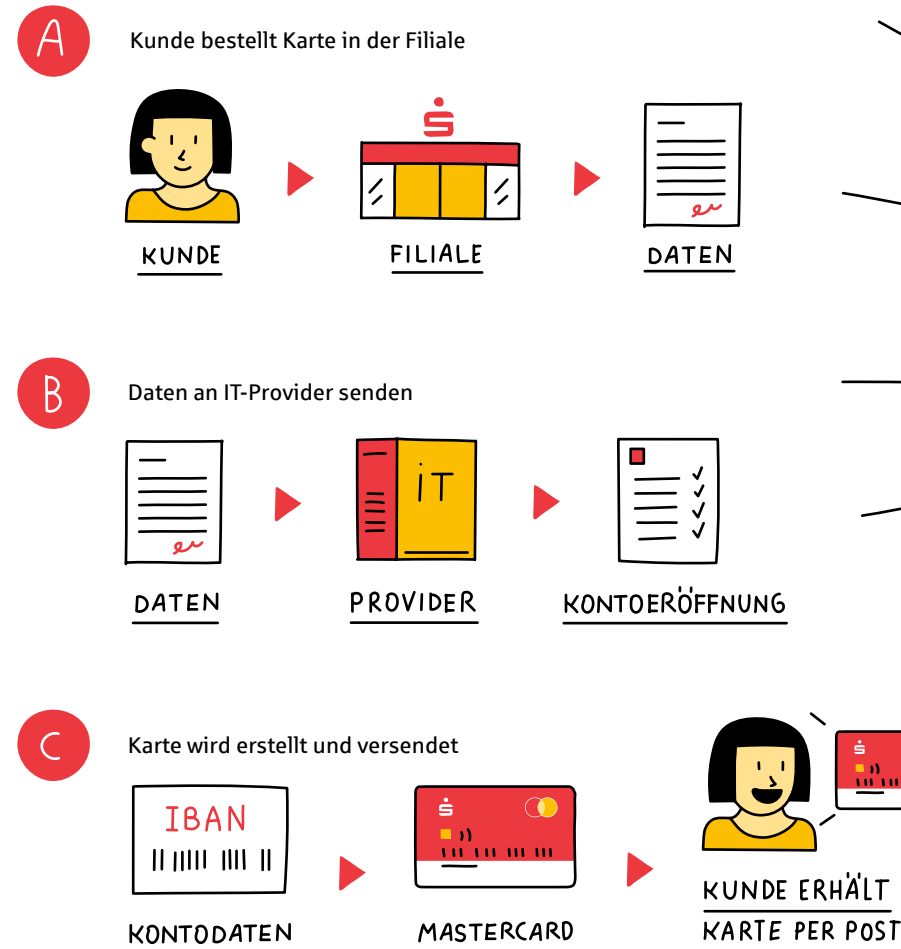 A
Kunde bestellt Karte in der Filiale
KUNDE
FILIALE
DATEN
B
Daten an IT-Provider senden
iT
DATEN
PROVIDER
KONTOERÖFFNUNG
C
Karte wird erstellt und versendet
IBAN
KONTODATEN
MASTERCARD
KUNDE ERHÄLT
KARTE PER POST